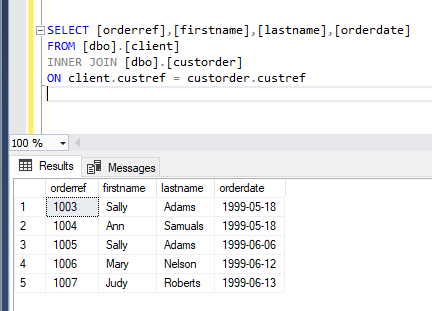 SELECT [orderref],[firstname],[lastname],[orderdate]
FROM [dbo].[client]
INNER JOIN [dbo].[custorder]
ON client.custref = custorder.custref
100 %
Results Messages
orderref firstname lastname orderdate
1 1003 Sally Adams 1999-05-18
2 1004 Ann Samuals 1999-05-18
3 1005 Sally Adams 1999-06-06
4 1006 Mary Nelson 1999-06-12
5 1007 Judy Roberts 1999-06-13